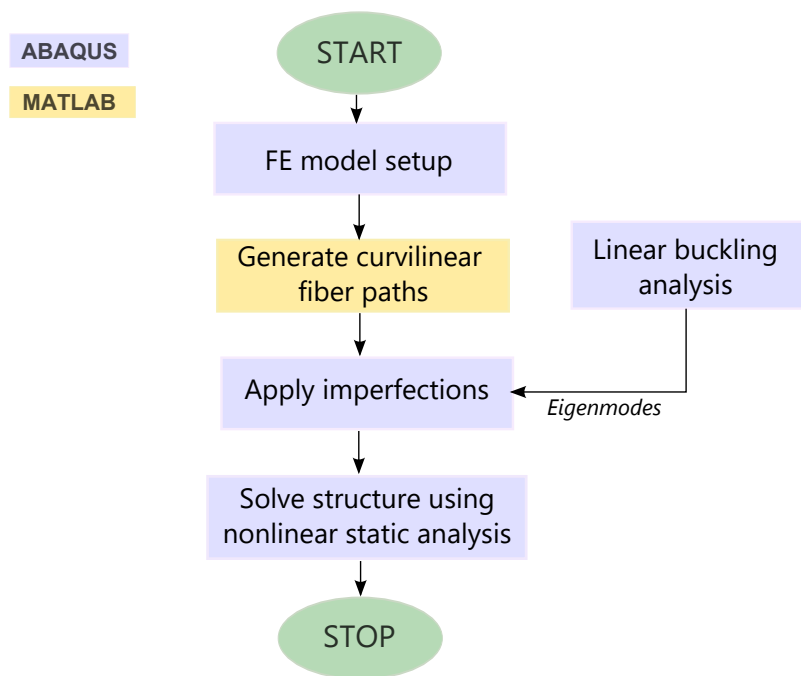 ABAQUS
MATLAB
START
FE model setup
Generate curvilinear
fiber paths
Linear buckling
analysis
Apply imperfections
Eigenmodes
Solve structure using
nonlinear static analysis
STOP